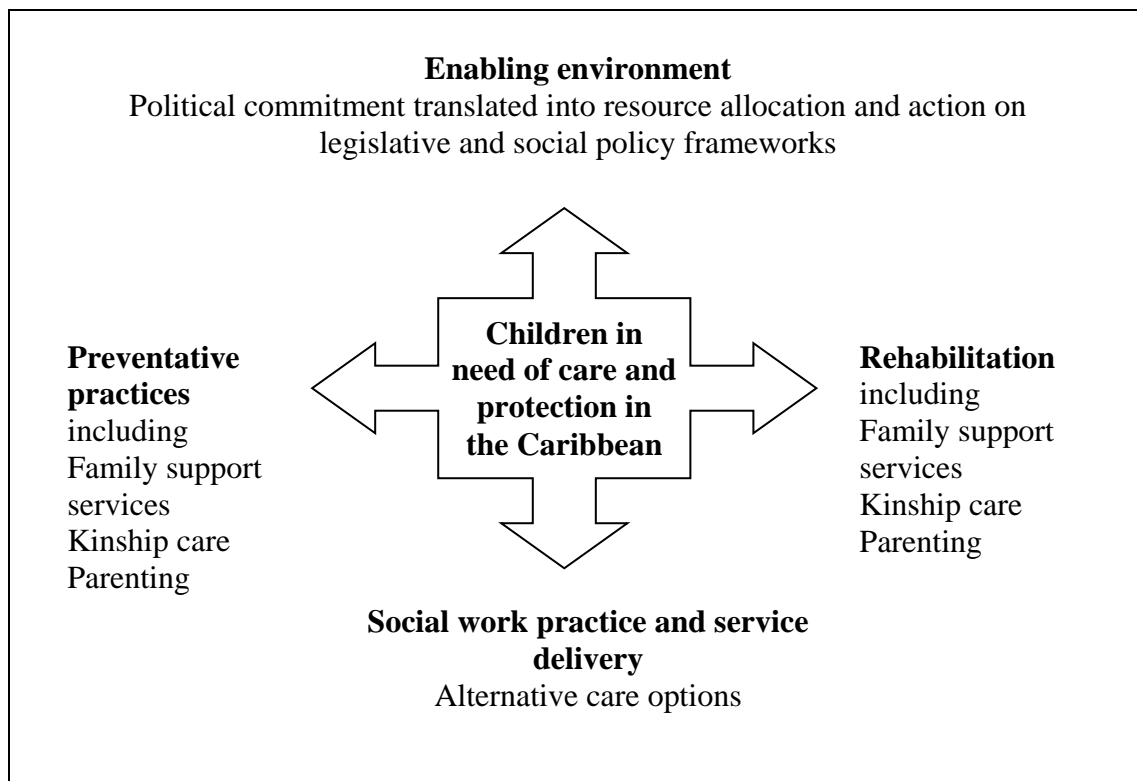 Enabling environment
Political commitment translated into resource allocation and action on
legislative and social policy frameworks
Preventative
practices
including
Family support
services
Kinship care
Parenting
Children in
need of care and
protection in
the Caribbean
Rehabilitation
including
Family support
services
Kinship care
Parenting
Social work practice and service
delivery
Alternative care options